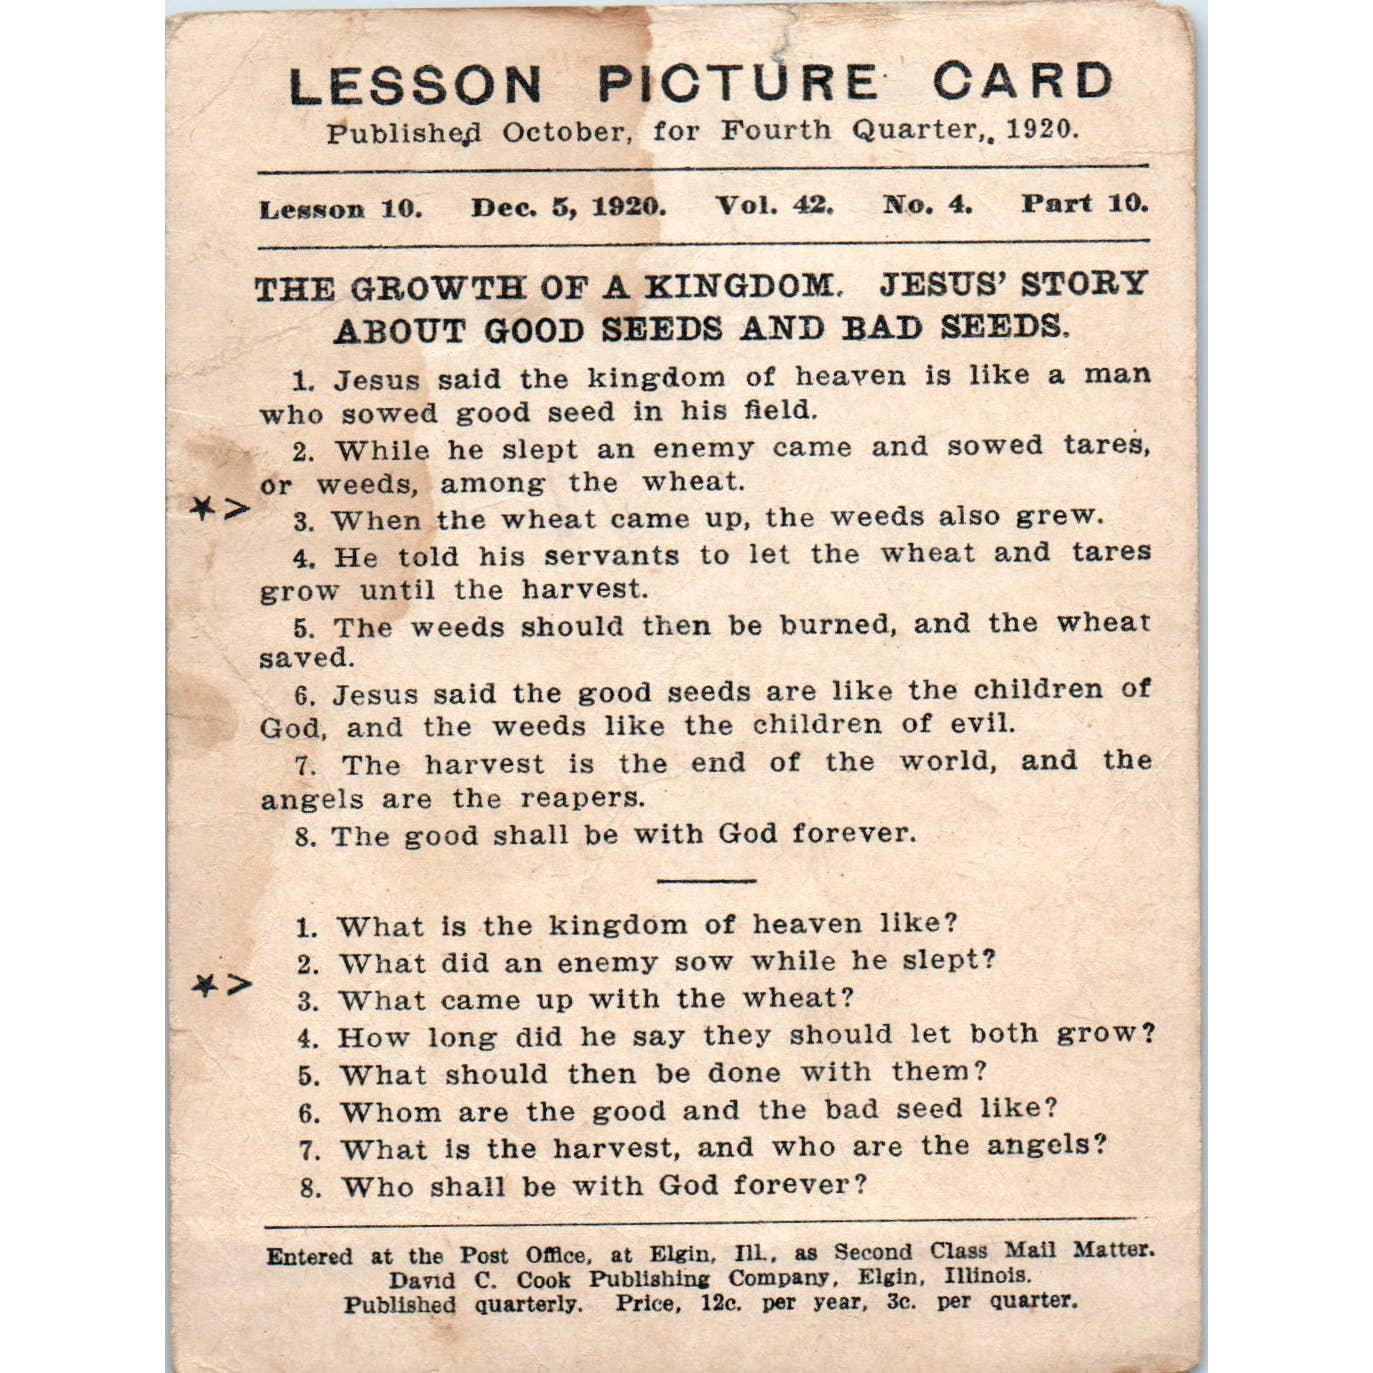 LESSON PICTURE CARD
Published October, for Fourth Quarter, 1920.
Lesson 10. Dec. 5, 1920. Vol. 42. No. 4. Part 10.
THE GROWTH OF A KINGDOM. JESUS' STORY
ABOUT GOOD SEEDS AND BAD SEEDS.
1. Jesus said the kingdom of heaven is like a man
who sowed good seed in his field.
2. While he slept an enemy came and sowed tares,
or weeds, among the wheat.
★>
3. When the wheat came up, the weeds also grew.
4. He told his servants to let the wheat and tares
grow until the harvest.
5. The weeds should then be burned, and the wheat
saved.
6. Jesus said the good seeds are like the children of
God, and the weeds like the children of evil.
7. The harvest is the end of the world, and the
angels are the reapers.
8. The good shall be with God forever.
1. What is the kingdom of heaven like?
2. What did an enemy sow while he slept?
★>
3. What came up with the wheat?
4. How long did he say they should let both grow?
5. What should then be done with them?
6. Whom are the good and the bad seed like?
7. What is the harvest, and who are the angels?
8. Who shall be with God forever?
Entered at the Post Office, at Elgin, Ill., as Second Class Mail Matter.
David C. Cook Publishing Company, Elgin, Illinois.
Published quarterly. Price, 12c. per year, 3c. per quarter.